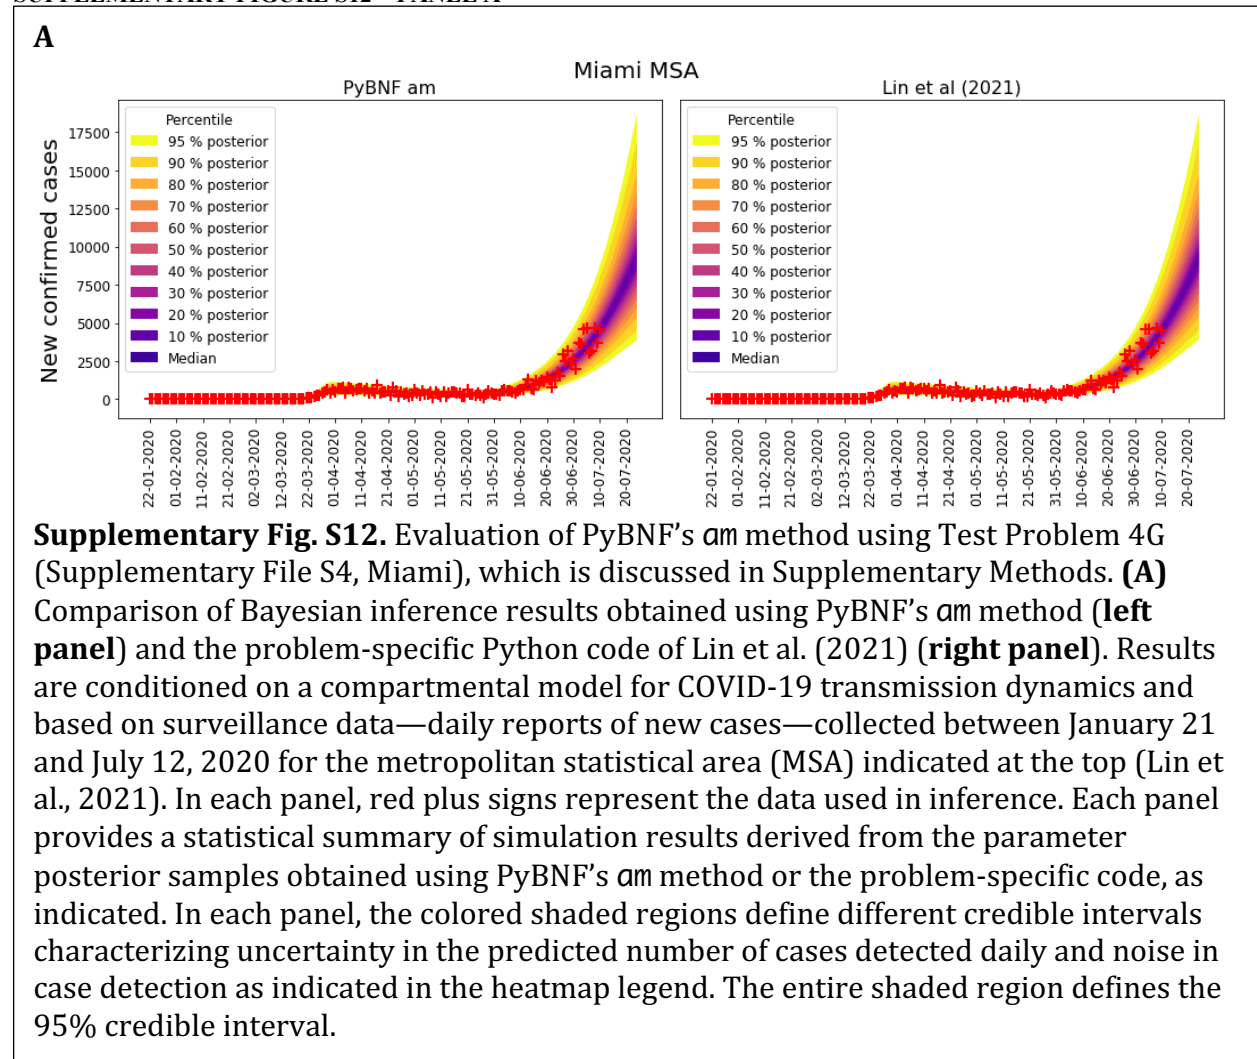 SUPPLEMENTARY FIGURE S12 – PANEL A
A
Miami MSA
PyBNF am
Lin et al (2021)
New confirmed cases
17500
15000
12500
10000
7500
5000
2500
0
Percentile
95 % posterior
90 % posterior
80 % posterior
70 % posterior
60 % posterior
50 % posterior
40 % posterior
30 % posterior
20 % posterior
10 % posterior
Median
Percentile
95 % posterior
90 % posterior
80 % posterior
70 % posterior
60 % posterior
50 % posterior
40 % posterior
30 % posterior
20 % posterior
10 % posterior
Median
22-01-2020
01-02-2020
11-02-2020
21-02-2020
02-03-2020
12-03-2020
22-03-2020
01-04-2020
11-04-2020
21-04-2020
01-05-2020
11-05-2020
21-05-2020
31-05-2020
10-06-2020
20-06-2020
30-06-2020
10-07-2020
20-07-2020
22-01-2020
01-02-2020
11-02-2020
21-02-2020
02-03-2020
12-03-2020
22-03-2020
01-04-2020
11-04-2020
21-04-2020
01-05-2020
11-05-2020
21-05-2020
31-05-2020
10-06-2020
20-06-2020
30-06-2020
10-07-2020
20-07-2020
Supplementary Fig. S12. Evaluation of PyBNF’s am method using Test Problem 4G
(Supplementary File S4, Miami), which is discussed in Supplementary Methods. (A)
Comparison of Bayesian inference results obtained using PyBNF’s am method (left
panel) and the problem-specific Python code of Lin et al. (2021) (right panel). Results
are conditioned on a compartmental model for COVID-19 transmission dynamics and
based on surveillance data—daily reports of new cases—collected between January 21
and July 12, 2020 for the metropolitan statistical area (MSA) indicated at the top (Lin et
al., 2021). In each panel, red plus signs represent the data used in inference. Each panel
provides a statistical summary of simulation results derived from the parameter
posterior samples obtained using PyBNF’s am method or the problem-specific code, as
indicated. In each panel, the colored shaded regions define different credible intervals
characterizing uncertainty in the predicted number of cases detected daily and noise in
case detection as indicated in the heatmap legend. The entire shaded region defines the
95% credible interval.